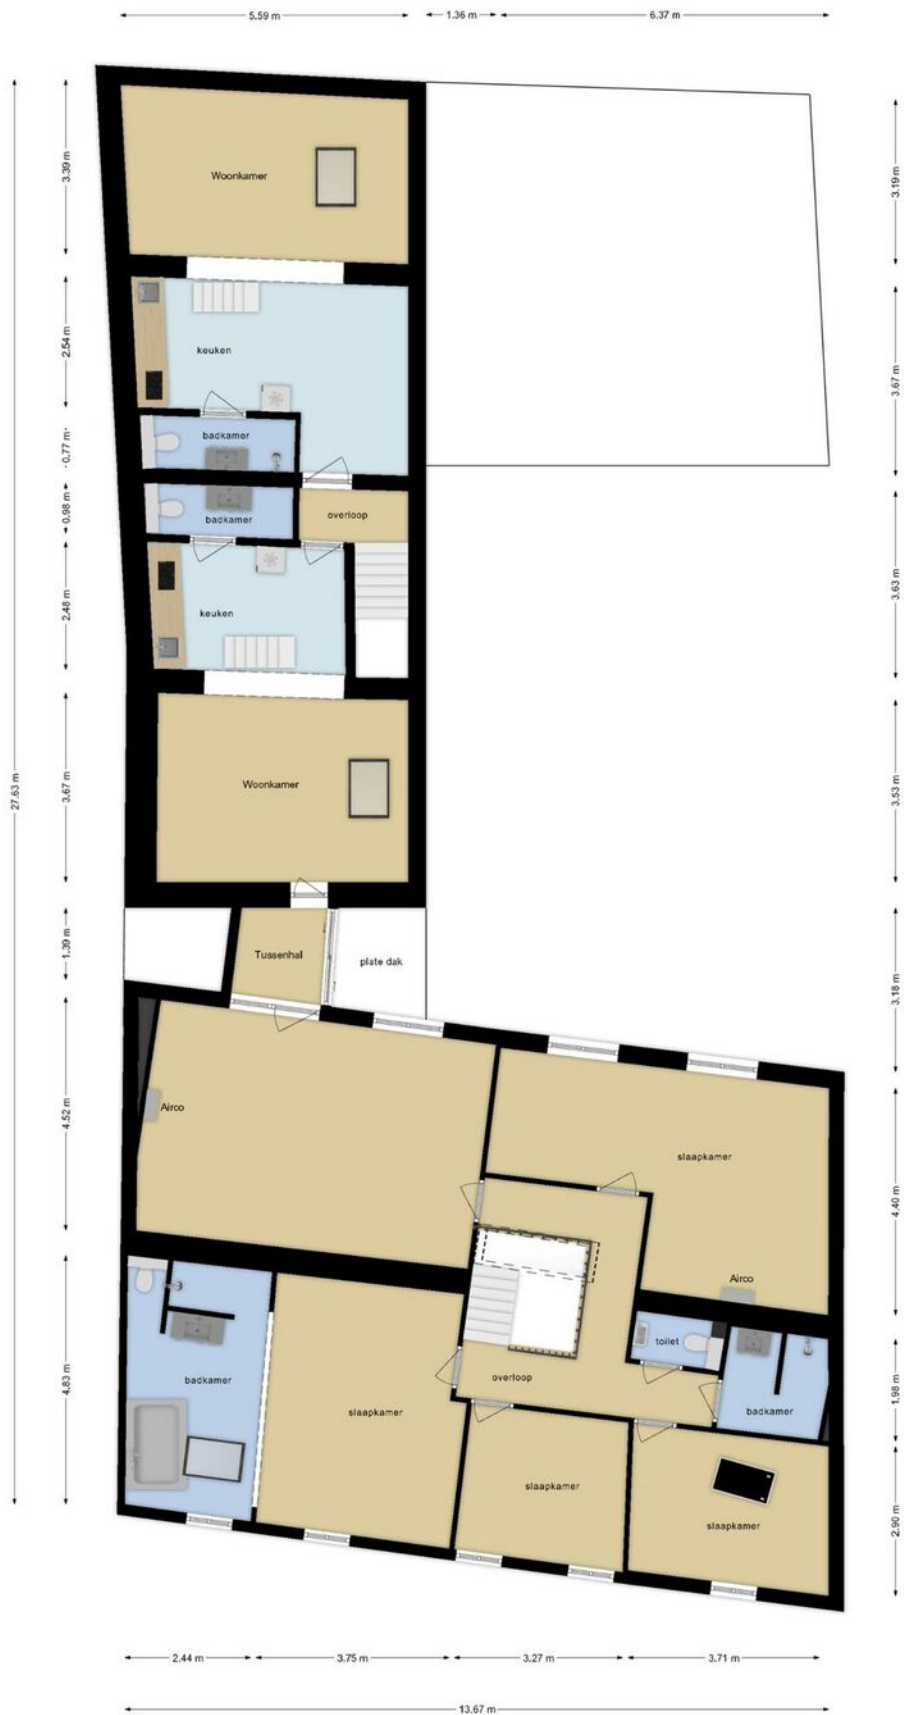 5.59 m
1.36 m
6.37 m
3.39 m
3.19 m
Woonkamer
2.54 m
keuken
3.67 m
badkamer
0.77 m
0.98 m
overloop
badkamer
27.63 m
2.48 m
keuken
3.63 m
3.67 m
Woonkamer
3.53 m
1.39 m
Tussenhal
plate dak
3.18 m
4.52 m
Airco
slaapkamer
4.40 m
Airco
toilet
4.83 m
badkamer
overloop
badkamer
1.98 m
slaapkamer
slaapkamer
slaapkamer
2.90 m
2.44 m
3.75 m
3.27 m
3.71 m
13.67 m